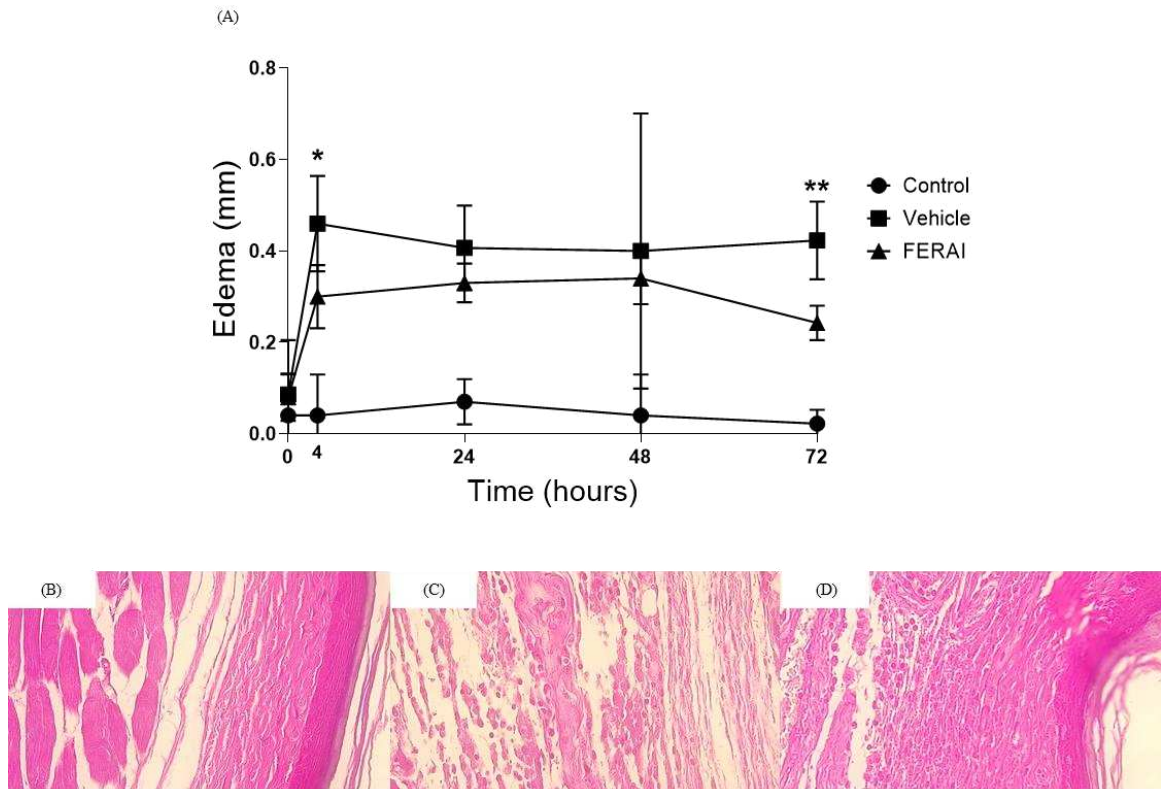 (A)
0.8
0.6
0.4
0.2
0.0
Edema (mm)
*
**
0
4
24
48
72
Time (hours)
Control
Vehicle
FERAI
(B)
(C)
(D)